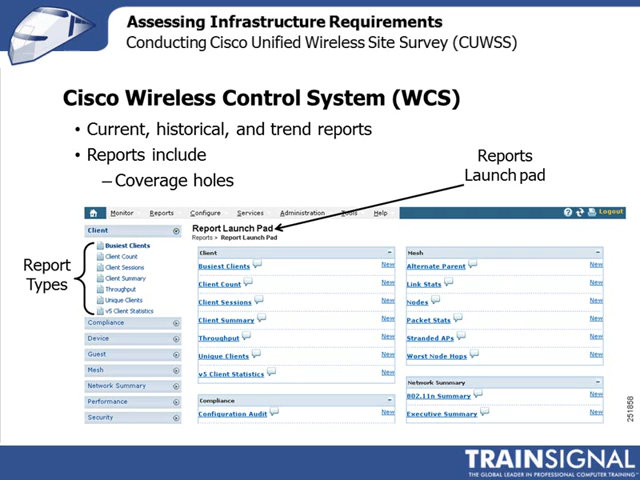 Assessing Infrastructure Requirements
Conducting Cisco Unified Wireless Site Survey (CUWSS)
Cisco Wireless Control System (WCS)
• Current, historical, and trend reports
• Reports include
– Coverage holes
Reports
Launch pad
Monitor Reports Configure Services Administration Tools Help Logout
Report
Types
Client
Busiest Clients
Client Count
Client Sessions
Client Summary
Throughput
Unique Clients
v5 Client Statistics
Compliance
Device
Guest
Mesh
Network Summary
Performance
Security
Report Launch Pad
Reports > Report Launch Pad
Client
Busiest Clients New
Client Count New
Client Sessions New
Client Summary New
Throughput New
Unique Clients New
v5 Client Statistics New
Compliance
Configuration Audit New
Mesh
Alternate Parent New
Link Stats New
Nodes New
Packet Stats New
Stranded APs New
Worst Node Hops New
Network Summary
802.11n Summary New
Executive Summary New
251858
TRAINSIGNAL
THE GLOBAL LEADER IN PROFESSIONAL COMPUTER TRAINING